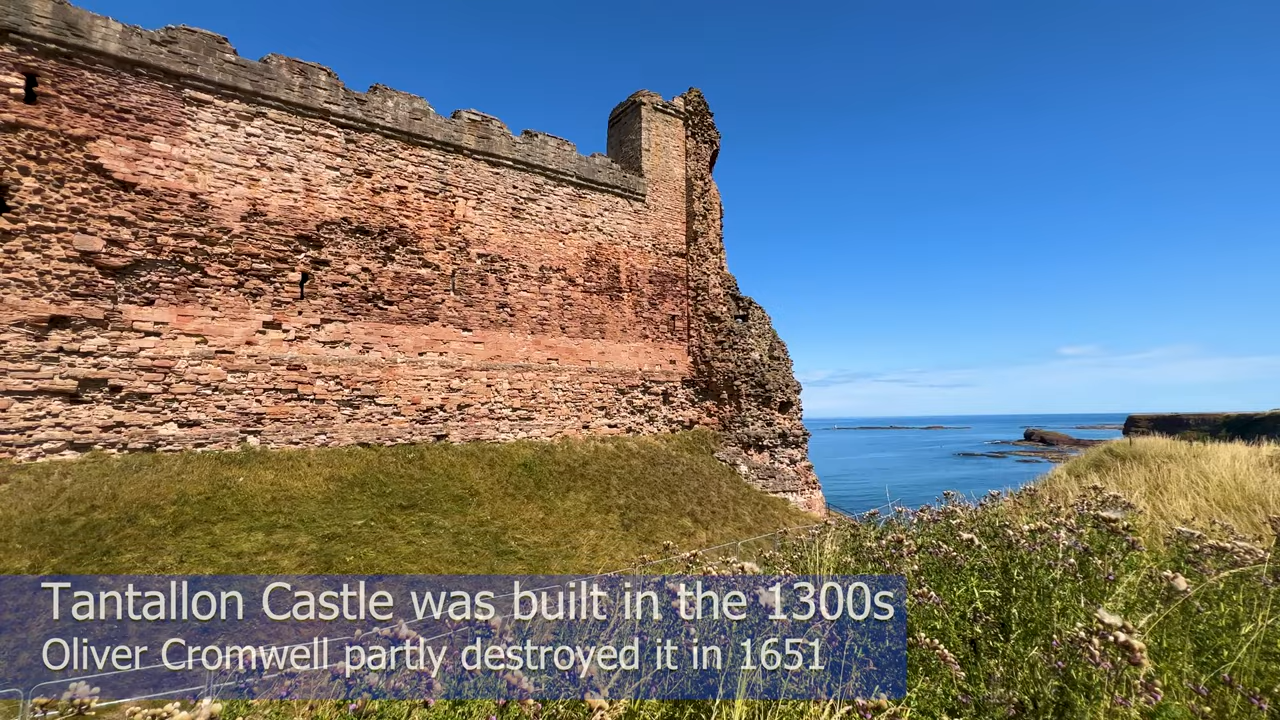 Tantallon Castle was built in the 1300s
Oliver Cromwell partly destroyed it in 1651